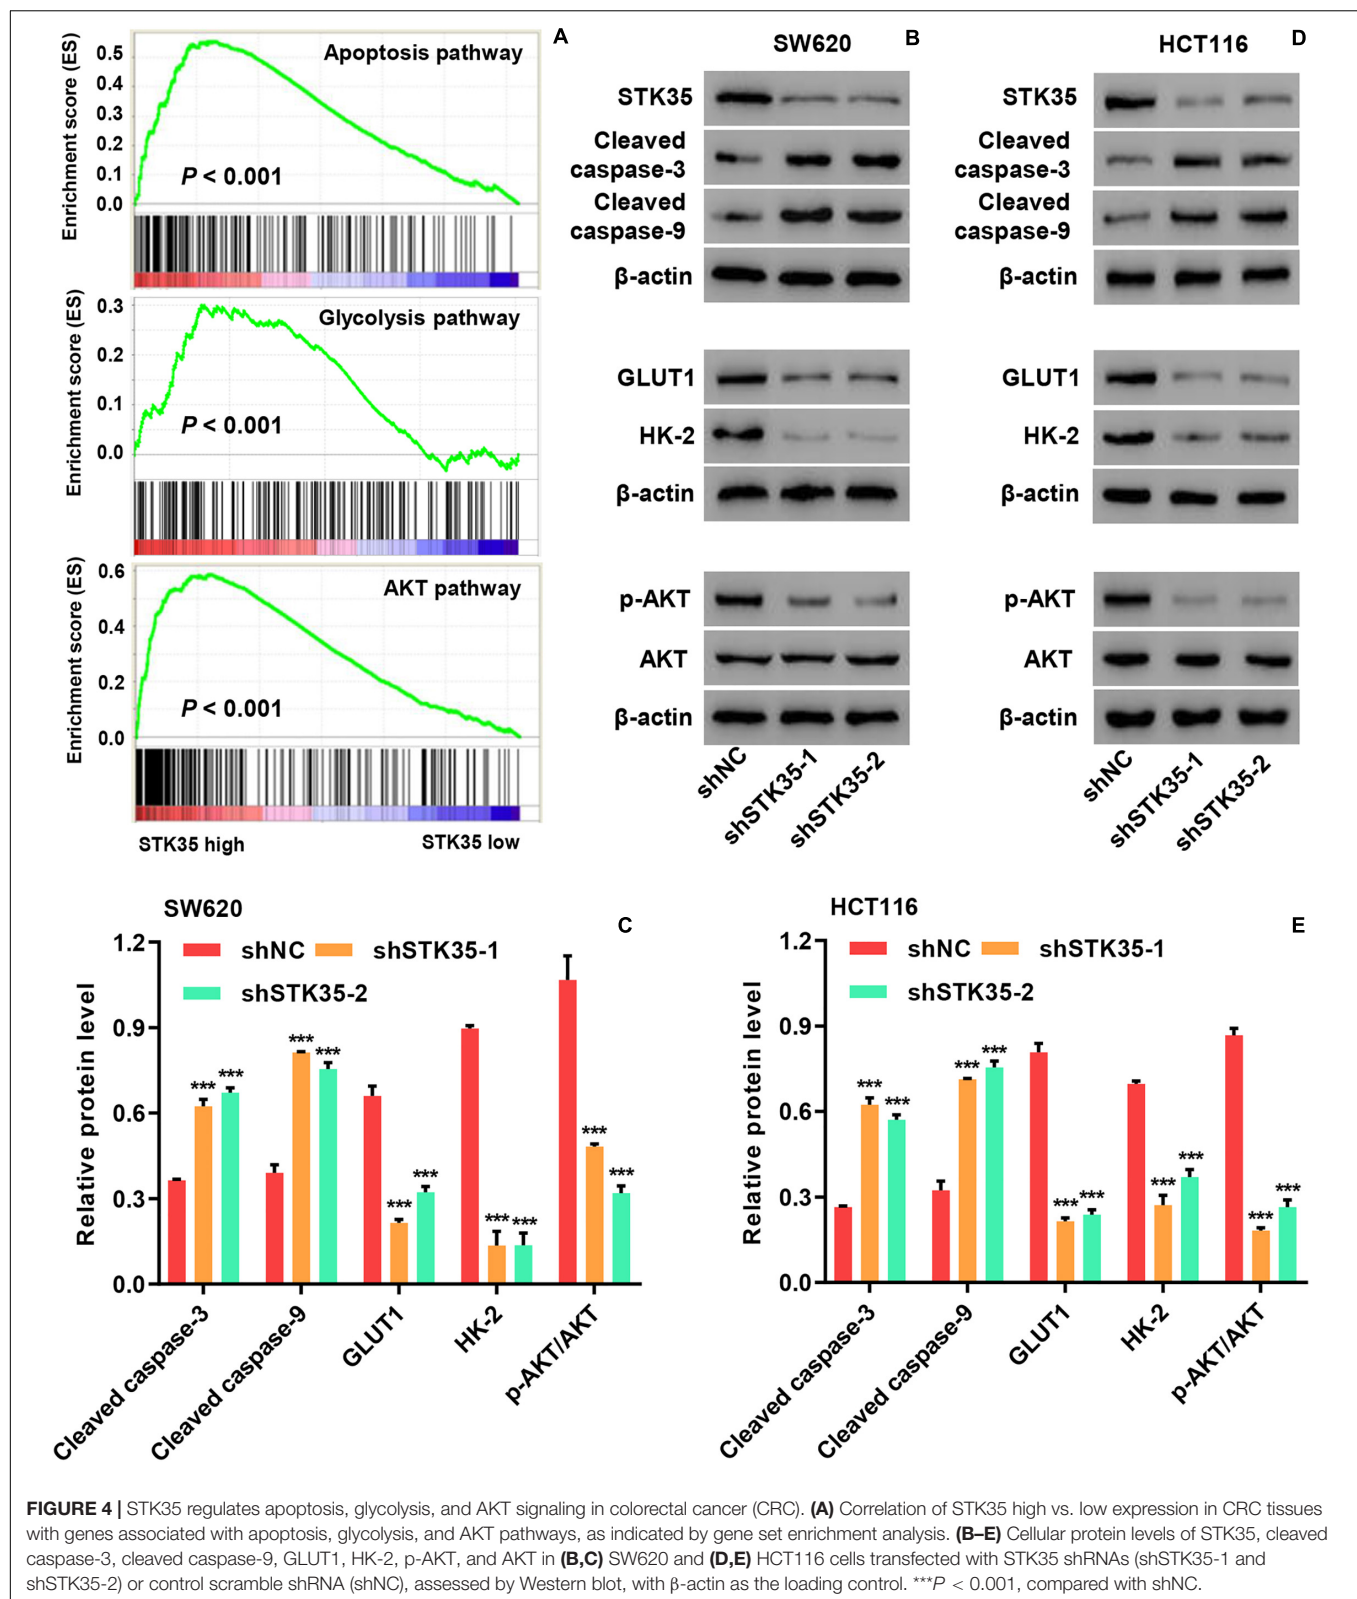 A
Enrichment score (ES)
0.5
0.4
0.3
0.2
0.1
0.0
Apoptosis pathway
P < 0.001
Enrichment score (ES)
0.3
0.2
0.1
0.0
Glycolysis pathway
P < 0.001
Enrichment score (ES)
0.6
0.4
0.2
0.0
AKT pathway
P < 0.001
STK35 high
STK35 low
SW620
B
STK35
Cleaved
caspase-3
Cleaved
caspase-9
β-actin
GLUT1
HK-2
β-actin
p-AKT
AKT
β-actin
shNC
shSTK35-1
shSTK35-2
HCT116
D
STK35
Cleaved
caspase-3
Cleaved
caspase-9
β-actin
GLUT1
HK-2
β-actin
p-AKT
AKT
β-actin
shNC
shSTK35-1
shSTK35-2
SW620
C
shNC
shSTK35-1
shSTK35-2
Relative protein level
1.2
0.9
0.6
0.3
0.0
*** *** *** *** *** *** *** *** *** ***
Cleaved caspase-3
Cleaved caspase-9
GLUT1
HK-2
p-AKT/AKT
HCT116
E
shNC
shSTK35-1
shSTK35-2
Relative protein level
1.2
0.9
0.6
0.3
0.0
*** *** *** *** *** *** *** *** *** ***
Cleaved caspase-3
Cleaved caspase-9
GLUT1
HK-2
p-AKT/AKT
FIGURE 4 | STK35 regulates apoptosis, glycolysis, and AKT signaling in colorectal cancer (CRC). (A) Correlation of STK35 high vs. low expression in CRC tissues
with genes associated with apoptosis, glycolysis, and AKT pathways, as indicated by gene set enrichment analysis. (B–E) Cellular protein levels of STK35, cleaved
caspase-3, cleaved caspase-9, GLUT1, HK-2, p-AKT, and AKT in (B,C) SW620 and (D,E) HCT116 cells transfected with STK35 shRNAs (shSTK35-1 and
shSTK35-2) or control scramble shRNA (shNC), assessed by Western blot, with β-actin as the loading control. ***P < 0.001, compared with shNC.